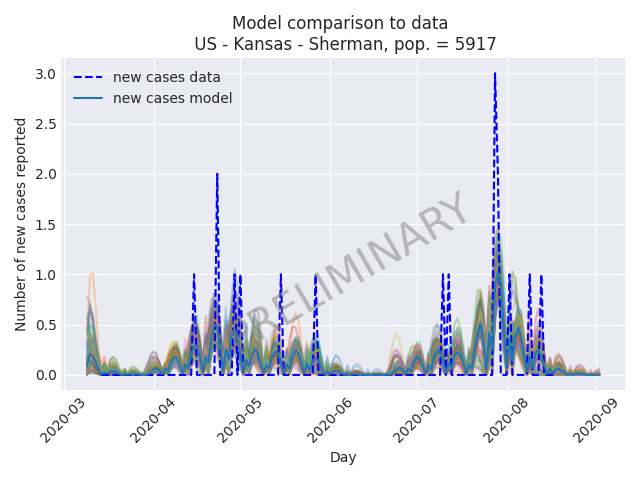 Model comparison to data
US - Kansas - Sherman, pop. = 5917
new cases data
new cases model
PRELIMINARY
Number of new cases reported
3.0
2.5
2.0
1.5
1.0
0.5
0.0
2020-03
2020-04
2020-05
2020-06
2020-07
2020-08
2020-09
Day